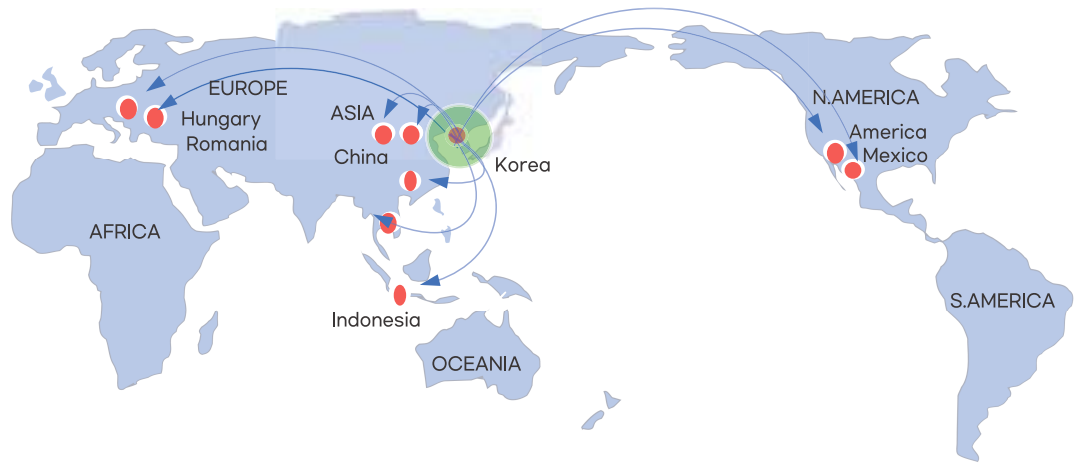 EUROPE
Hungary
Romania
ASIA
China
Korea
N.AMERICA
America
Mexico
AFRICA
Indonesia
S.AMERICA
OCEANIA